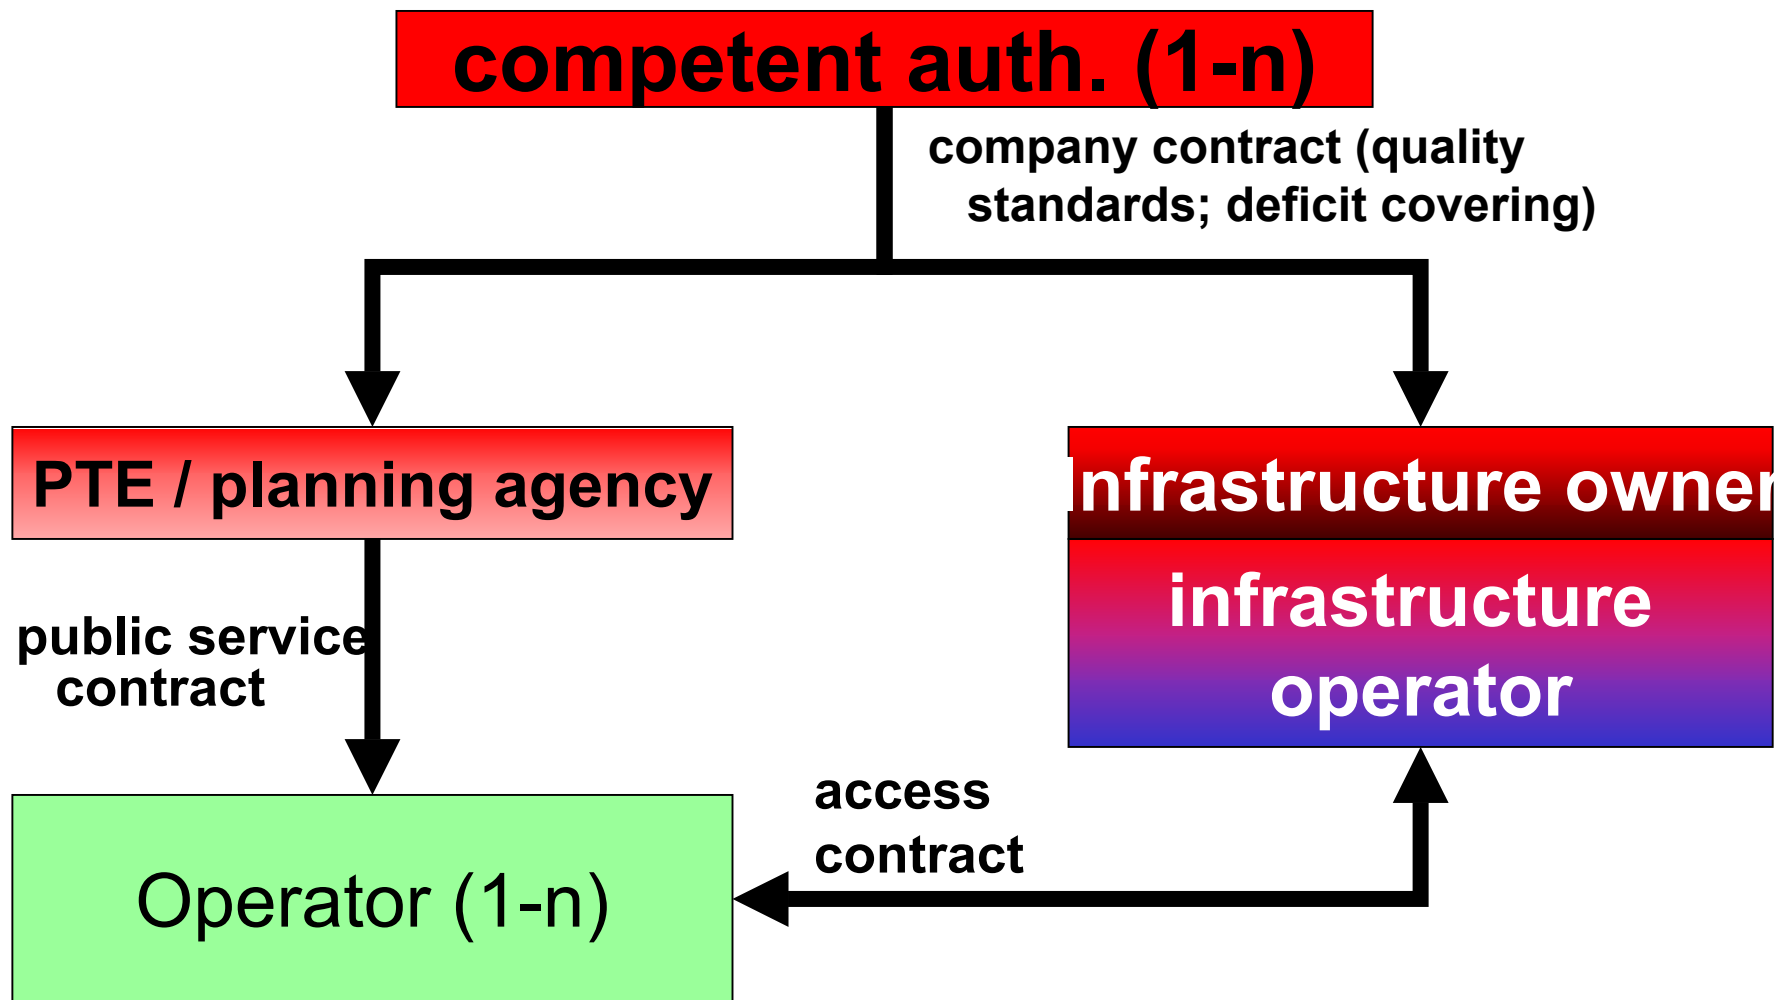 competent auth. (1-n)
company contract (quality
standards; deficit covering)
PTE / planning agency
Infrastructure owner
infrastructure
operator
public service
contract
access
contract
Operator (1-n)